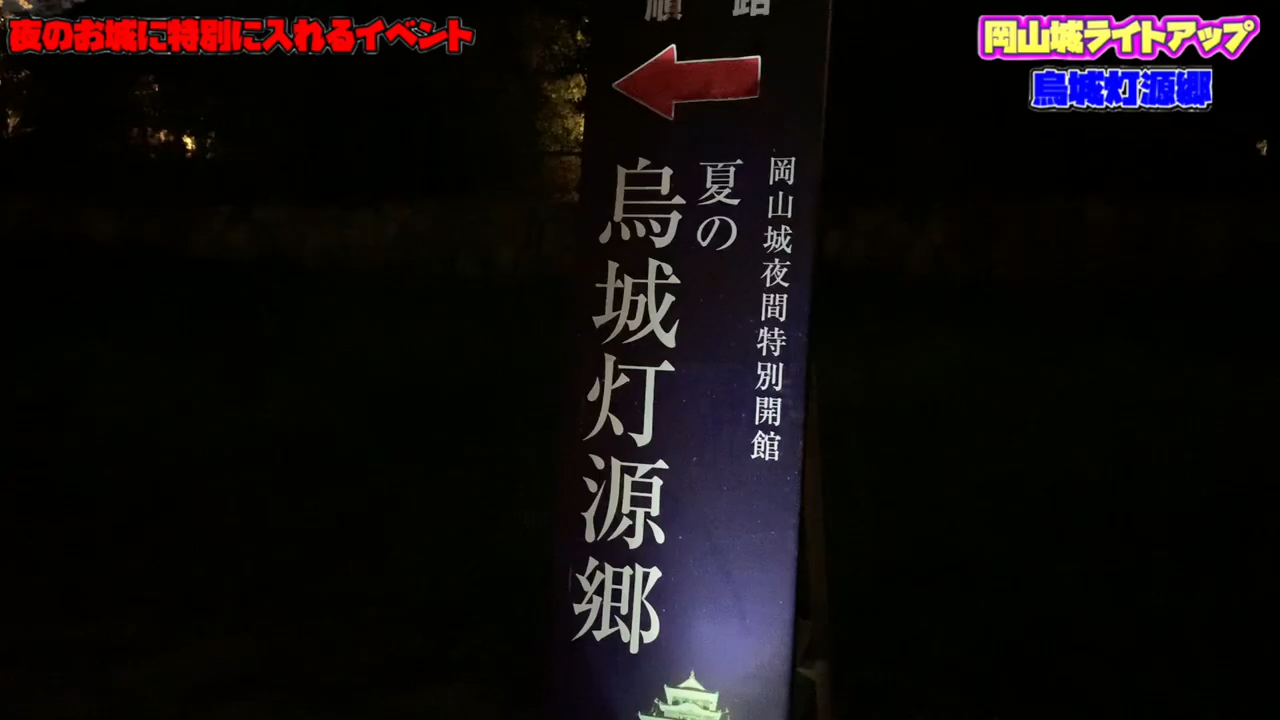 夜のお城に特別に入れるイベント
岡山城ライトアップ
烏城灯源郷
順路
岡山城夜間特別開館
夏の
烏城灯源郷